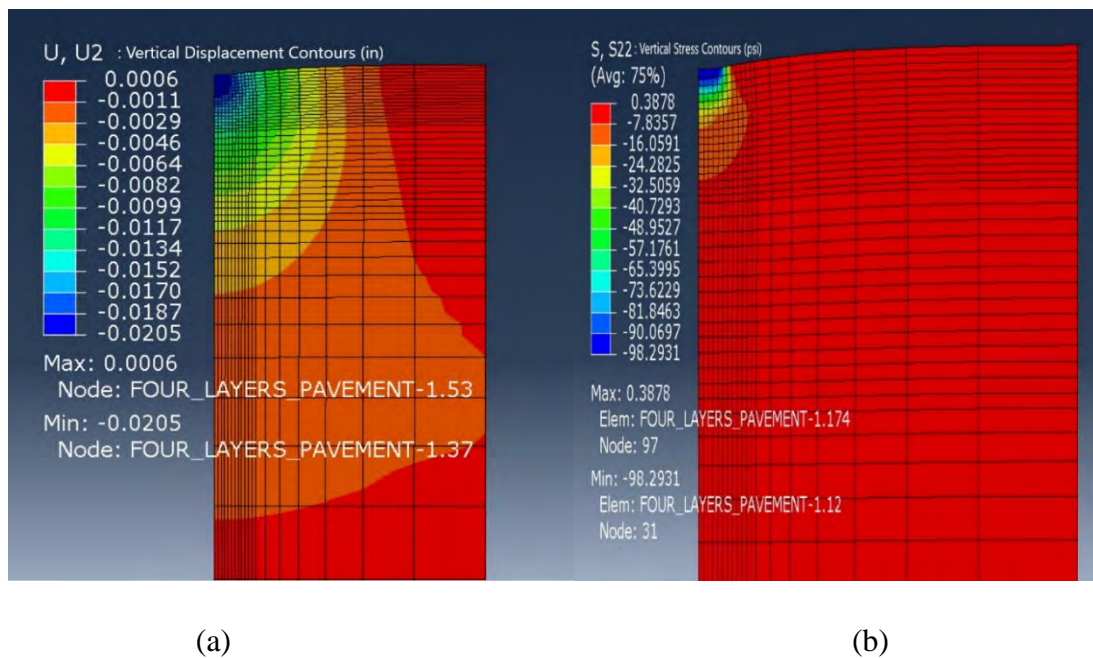 U, U2 : Vertical Displacement Contours (in)
0.0006
-0.0011
-0.0029
-0.0046
-0.0064
-0.0082
-0.0099
-0.0117
-0.0134
-0.0152
-0.0170
-0.0187
-0.0205
Max: 0.0006
Node: FOUR_LAYERS_PAVEMENT-1.53
Min: -0.0205
Node: FOUR_LAYERS_PAVEMENT-1.37
S, S22 : Vertical Stress Contours (psi)
(Avg: 75%)
0.3878
-7.8357
-16.0591
-24.2825
-32.5059
-40.7293
-48.9527
-57.1761
-65.3995
-73.6229
-81.8463
-90.0697
-98.2931
Max: 0.3878
Elem: FOUR_LAYERS_PAVEMENT-1.174
Node: 97
Min: -98.2931
Elem: FOUR_LAYERS_PAVEMENT-1.12
Node: 31
(a)
(b)